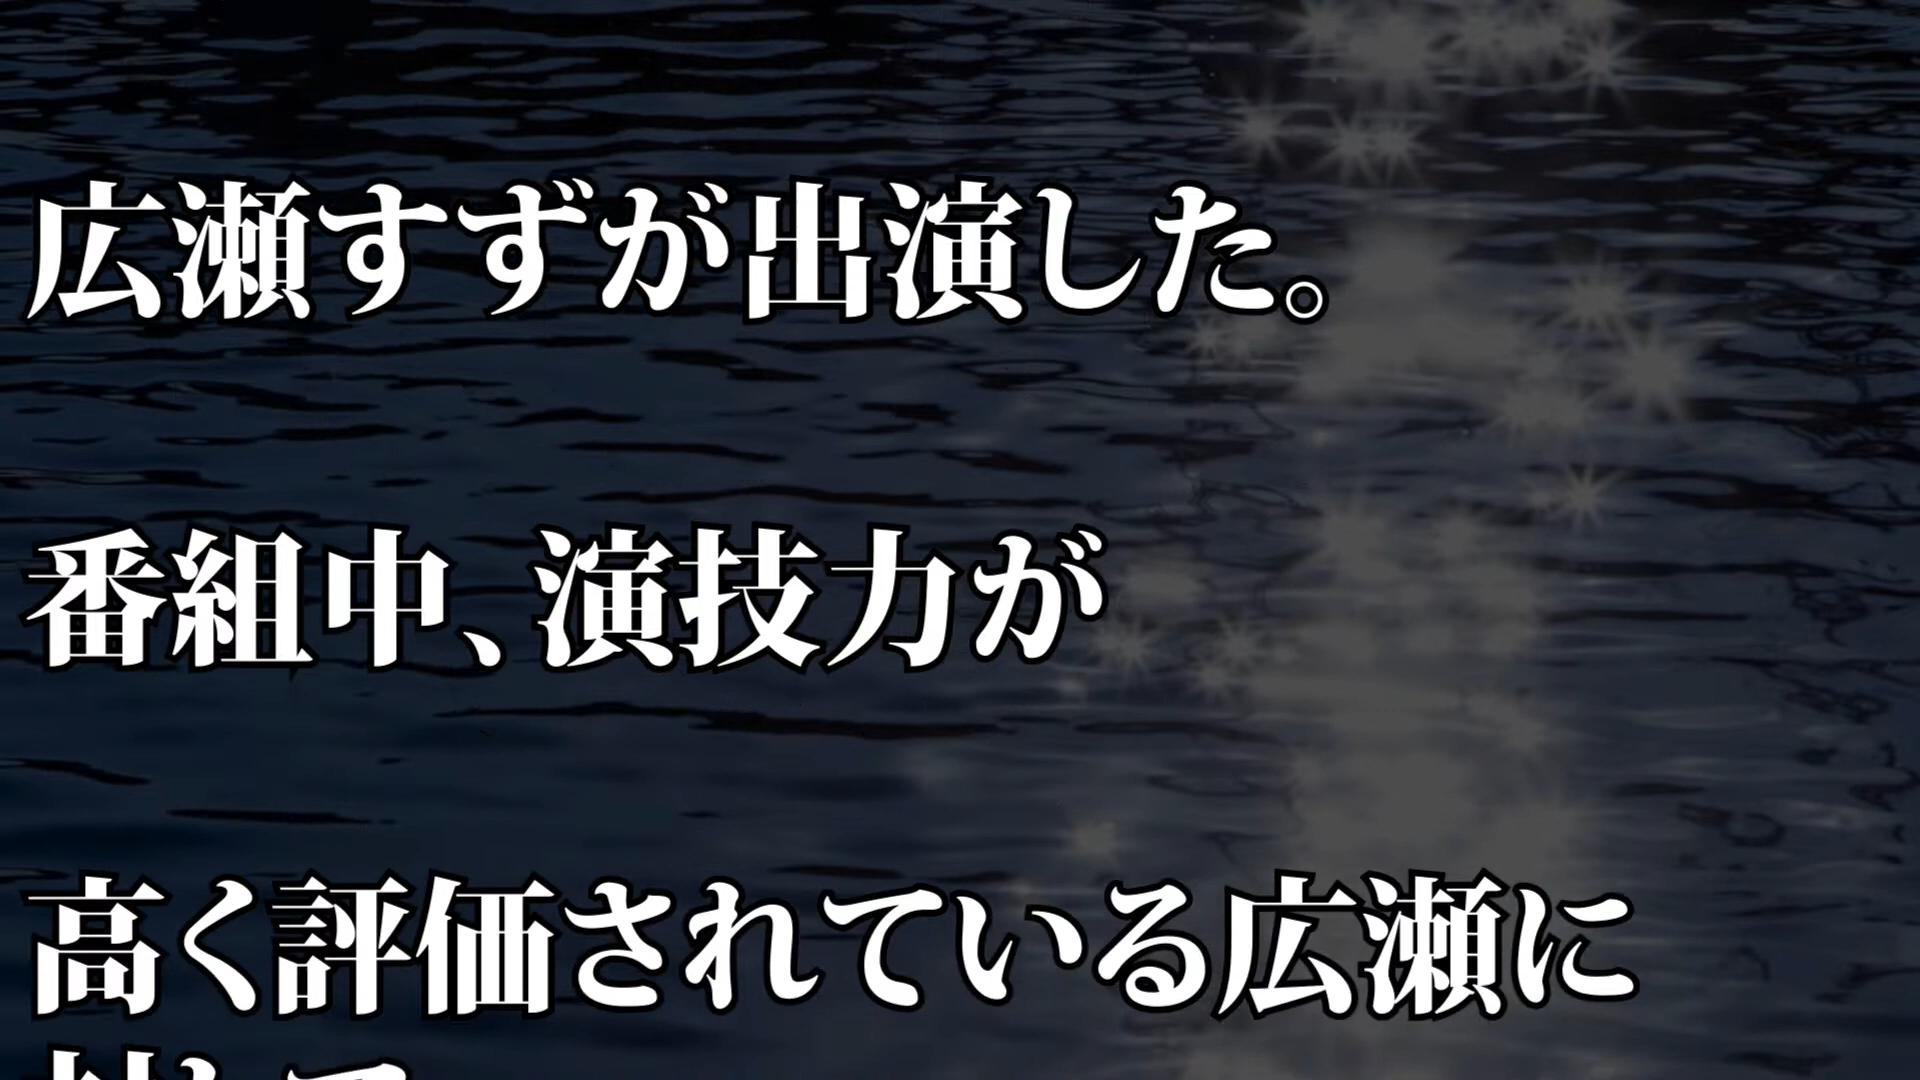 広瀬すずが出演した。
番組中、演技力が
高く評価されている広瀬に